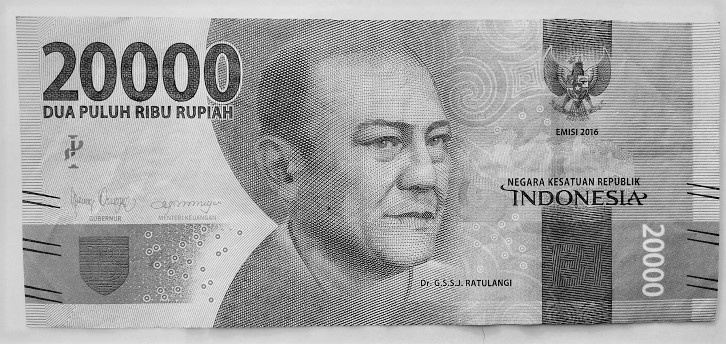 20000
DUA PULUH RIBU RUPIAH
EMISI 2016
NEGARA KESATUAN REPUBLIK
INDONESIA
GUBERNUR
MENTERI KEUANGAN
20000
Dr. G.S.S.J. RATULANGI